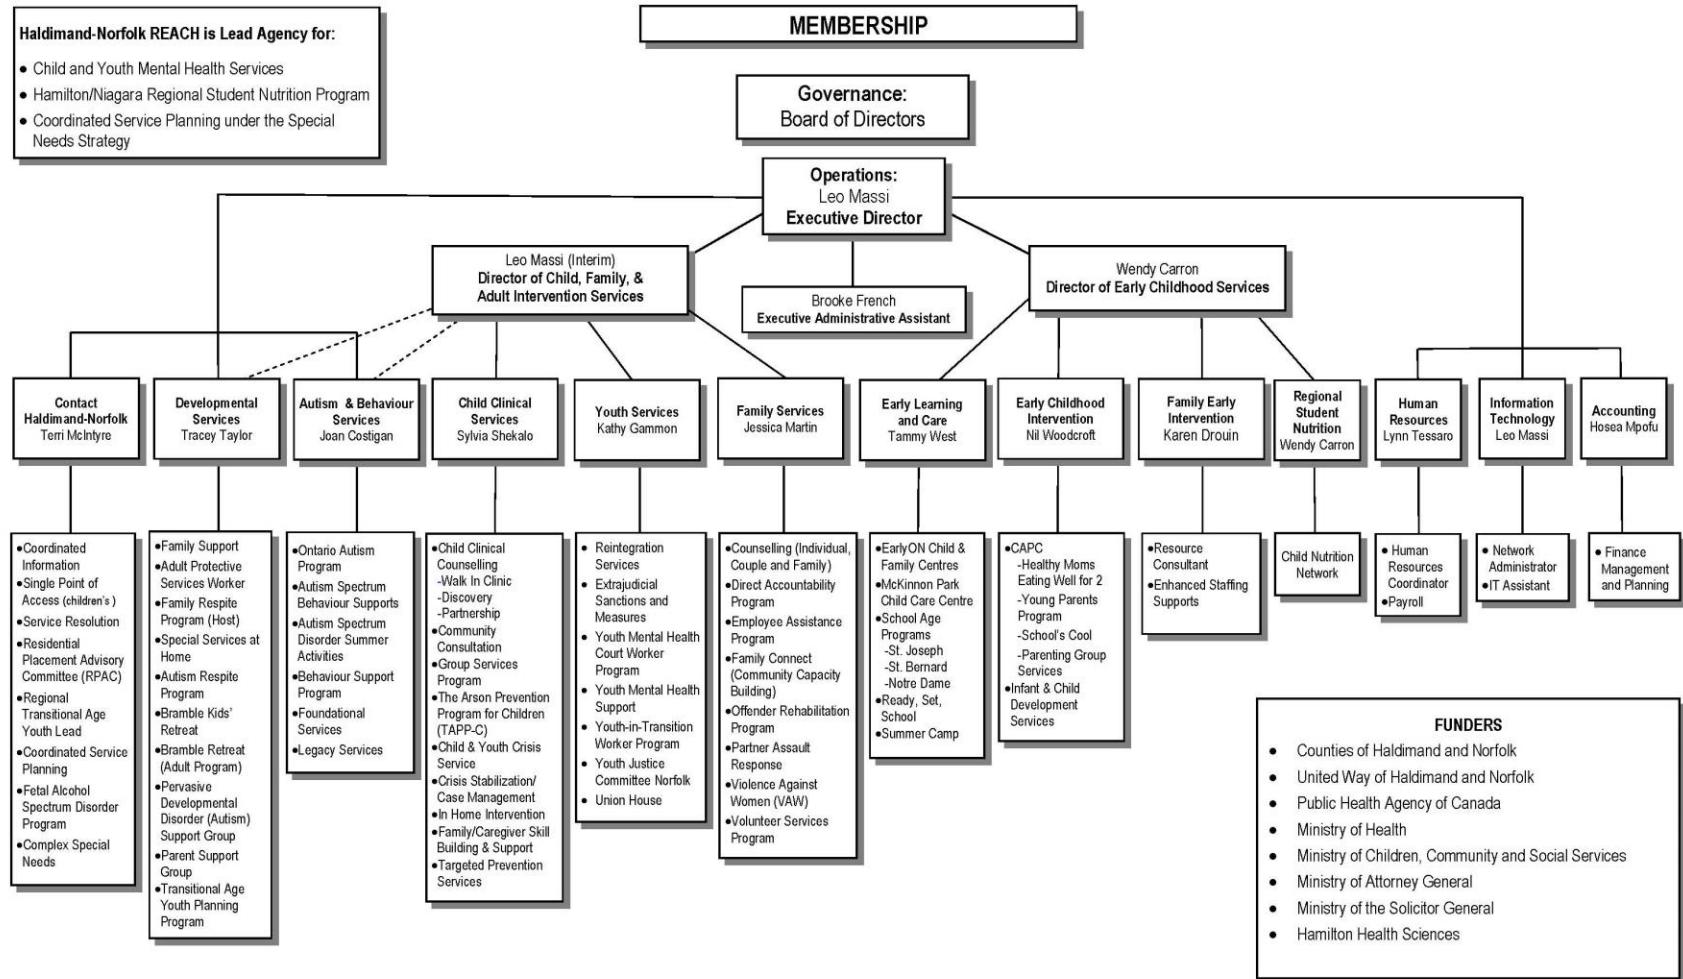 Haldimand-Norfolk REACH is Lead Agency for:
● Child and Youth Mental Health Services
● Hamilton/Niagara Regional Student Nutrition Program
● Coordinated Service Planning under the Special
Needs Strategy
MEMBERSHIP
Governance:
Board of Directors
Operations:
Leo Massi
Executive Director
Leo Massi (Interim)
Director of Child, Family, &
Adult Intervention Services
Brooke French
Executive Administrative Assistant
Wendy Carron
Director of Early Childhood Services
Contact
Haldimand-Norfolk
Terri McIntyre
Developmental
Services
Tracey Taylor
Autism & Behaviour
Services
Joan Costigan
Child Clinical
Services
Sylvia Shekalo
Youth Services
Kathy Gammon
Family Services
Jessica Martin
Early Learning
and Care
Tammy West
Early Childhood
Intervention
Nil Woodcroft
Family Early
Intervention
Karen Drouin
Regional
Student
Nutrition
Wendy Carron
Human
Resources
Lynn Tessaro
Information
Technology
Leo Massi
Accounting
Hosea Mpofu
●Coordinated
Information
●Single Point of
Access (children's )
●Service Resolution
●Residential
Placement Advisory
Committee (RPAC)
●Regional
Transitional Age
Youth Lead
●Coordinated Service
Planning
●Fetal Alcohol
Spectrum Disorder
Program
●Complex Special
Needs
●Family Support
●Adult Protective
Services Worker
●Family Respite
Program (Host)
●Special Services at
Home
●Autism Respite
Program
●Bramble Kids'
Retreat
●Bramble Retreat
(Adult Program)
●Pervasive
Developmental
Disorder (Autism)
Support Group
●Parent Support
Group
●Transitional Age
Youth Planning
Program
●Ontario Autism
Program
●Autism Spectrum
Behaviour Supports
●Autism Spectrum
Disorder Summer
Activities
●Behaviour Support
Program
●Foundational
Services
●Legacy Services
●Child Clinical
Counselling
-Walk In Clinic
-Discovery
-Partnership
●Community
Consultation
●Group Services
Program
●The Arson Prevention
Program for Children
(TAPP-C)
●Child & Youth Crisis
Service
●Crisis Stabilization/
Case Management
●In Home Intervention
●Family/Caregiver Skill
Building & Support
●Targeted Prevention
Services
● Reintegration
Services
● Extrajudicial
Sanctions and
Measures
● Youth Mental Health
Court Worker
Program
● Youth Mental Health
Support
● Youth-in-Transition
Worker Program
● Youth Justice
Committee Norfolk
● Union House
●Counselling (Individual,
Couple and Family)
●Direct Accountability
Program
●Employee Assistance
Program
●Family Connect
(Community Capacity
Building)
●Offender Rehabilitation
Program
●Partner Assault
Response
●Violence Against
Women (VAW)
●Volunteer Services
Program
●EarlyON Child &
Family Centres
●McKinnon Park
Child Care Centre
●School Age
Programs
-St. Joseph
-St. Bernard
-Notre Dame
●Ready, Set,
School
●Summer Camp
●CAPC
-Healthy Moms
Eating Well for 2
-Young Parents
Program
-School's Cool
-Parenting Group
Services
●Infant & Child
Development
Services
●Resource
Consultant
●Enhanced Staffing
Supports
Child Nutrition
Network
● Human
Resources
Coordinator
●Payroll
● Network
Administrator
●IT Assistant
● Finance
Management
and Planning
FUNDERS
● Counties of Haldimand and Norfolk
● United Way of Haldimand and Norfolk
● Public Health Agency of Canada
● Ministry of Health
● Ministry of Children, Community and Social Services
● Ministry of Attorney General
● Ministry of the Solicitor General
● Hamilton Health Sciences